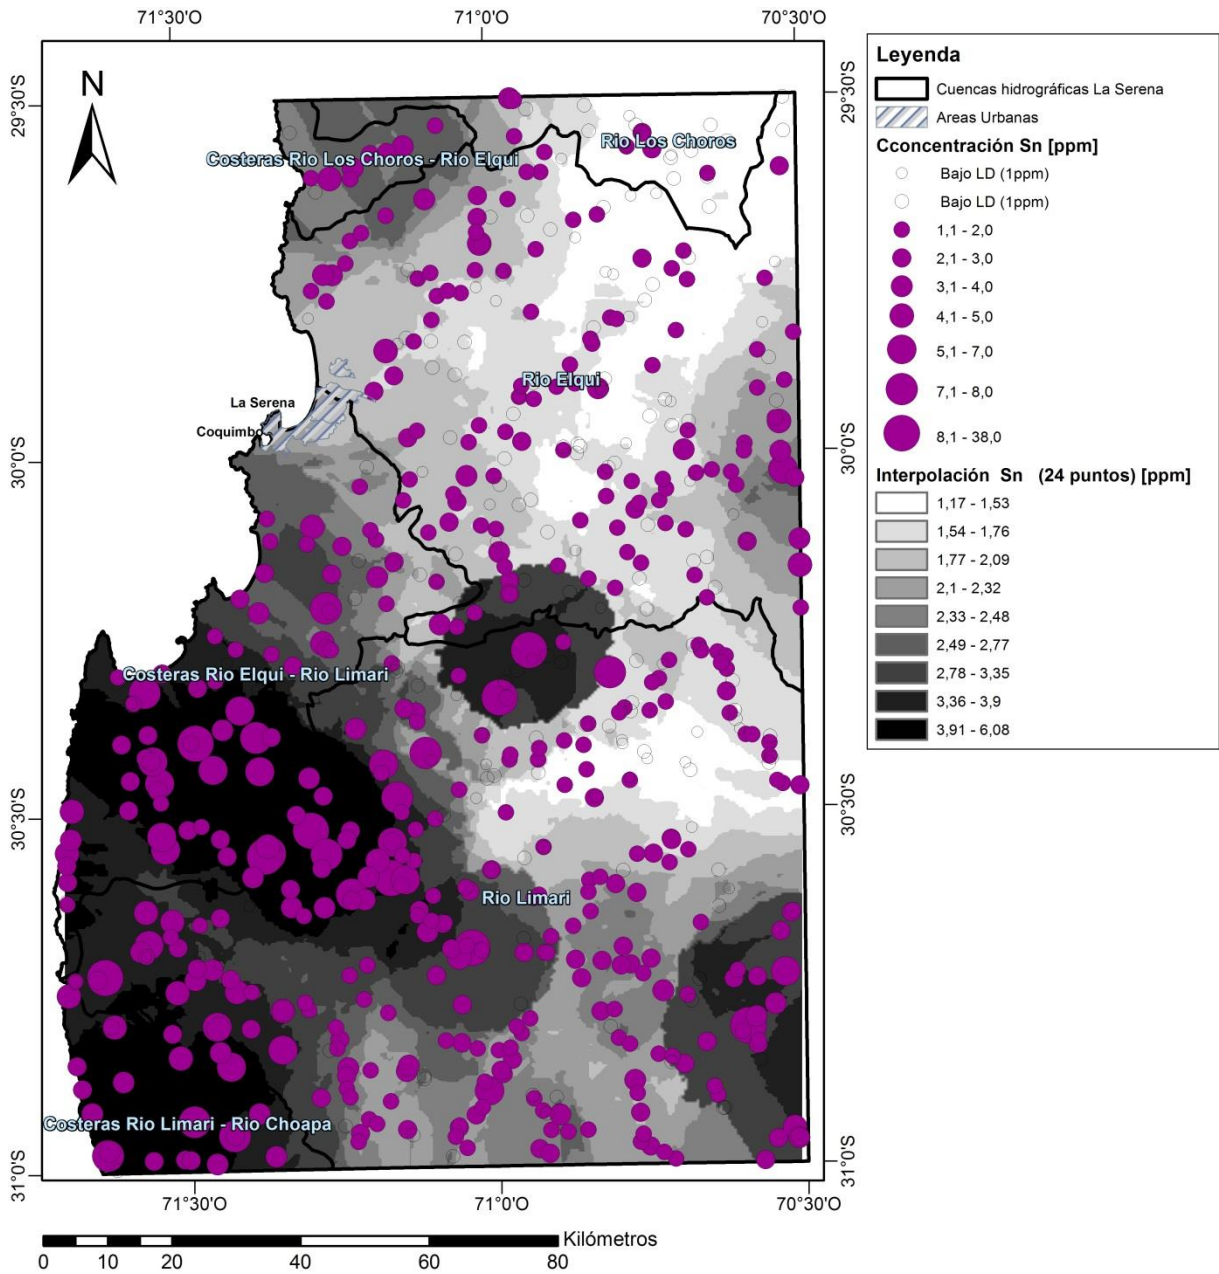 71°30'O 71°0'O 70°30'O
29°30'S 29°30'S
N
Rio Los Choros
Costeras Rio Los Choros - Rio Elqui
Rio Elqui
La Serena
Coquimbo
30°0'S 30°0'S
Costeras Rio Elqui - Rio Limari
30°30'S 30°30'S
Rio Limari
Costeras Rio Limari - Rio Choapa
31°0'S 31°0'S
71°30'O 71°0'O 70°30'O
Kilómetros
0 10 20 40 60 80
Leyenda
Cuencas hidrográficas La Serena
Areas Urbanas
Cconcentración Sn [ppm]
Bajo LD (1ppm)
Bajo LD (1ppm)
1,1 - 2,0
2,1 - 3,0
3,1 - 4,0
4,1 - 5,0
5,1 - 7,0
7,1 - 8,0
8,1 - 38,0
Interpolación Sn (24 puntos) [ppm]
1,17 - 1,53
1,54 - 1,76
1,77 - 2,09
2,1 - 2,32
2,33 - 2,48
2,49 - 2,77
2,78 - 3,35
3,36 - 3,9
3,91 - 6,08